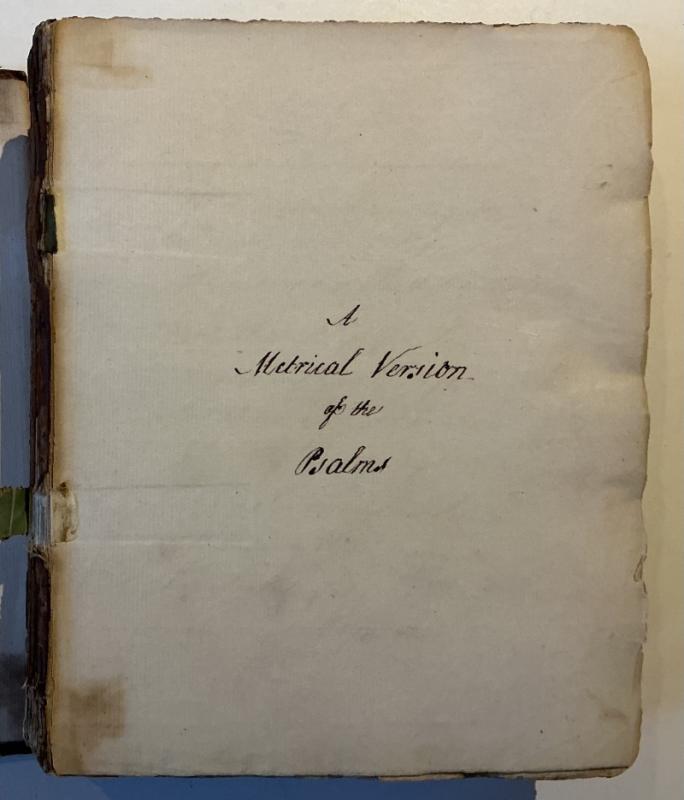 A
Metrical Version
of the
Psalms